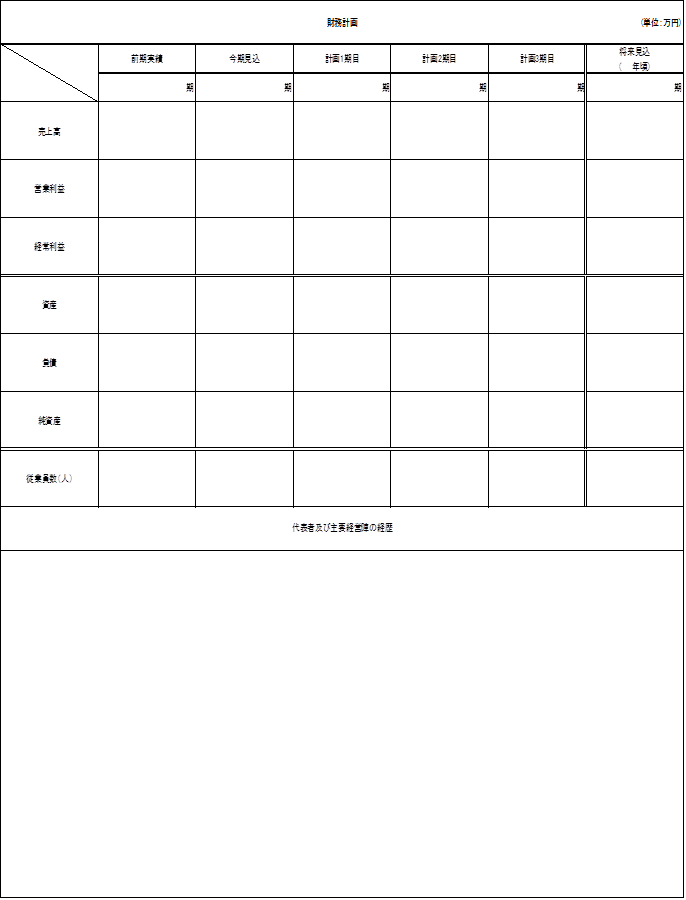 財務計画 (単位：万円)
前期実績 今期見込 計画1期目 計画2期目 計画3期目 将来見込
（　年頃）
期 期 期 期 期 期
売上高
営業利益
経常利益
資産
負債
純資産
従業員数（人）
代表者及び主要経営陣の経歴